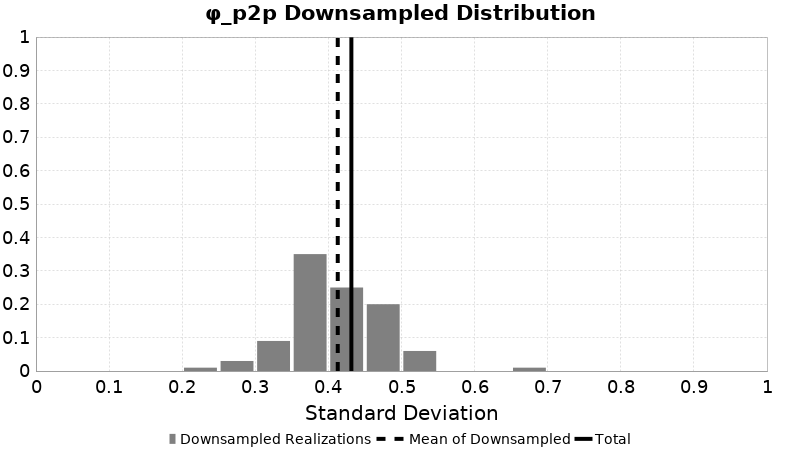 φ_p2p Downsampled Distribution
1
0.9
0.8
0.7
0.6
0.5
0.4
0.3
0.2
0.1
0
0 0.1 0.2 0.3 0.4 0.5 0.6 0.7 0.8 0.9 1
Standard Deviation
Downsampled Realizations Mean of Downsampled Total